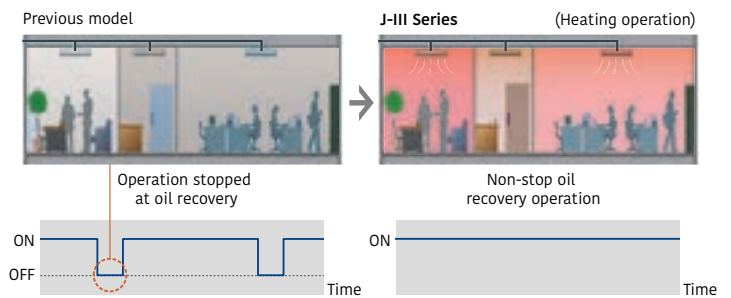 Previous model
J-III Series
(Heating operation)
Operation stopped
at oil recovery
Non-stop oil
recovery operation
ON
OFF
Time
ON
Time